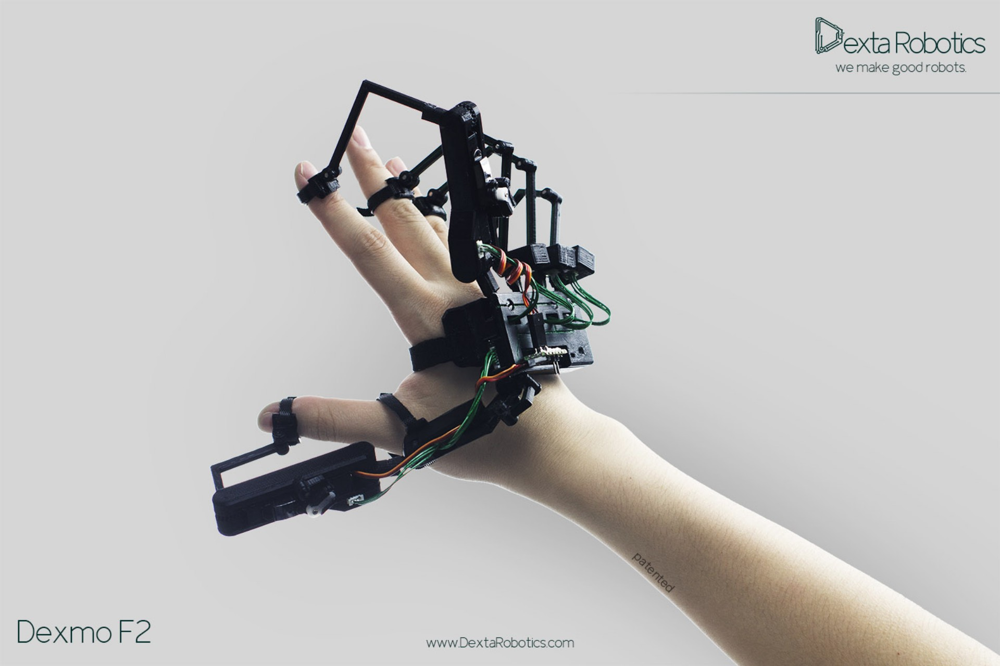 Dexta Robotics
we make good robots.
patented
Dexmo F2
www.DextaRobotics.com